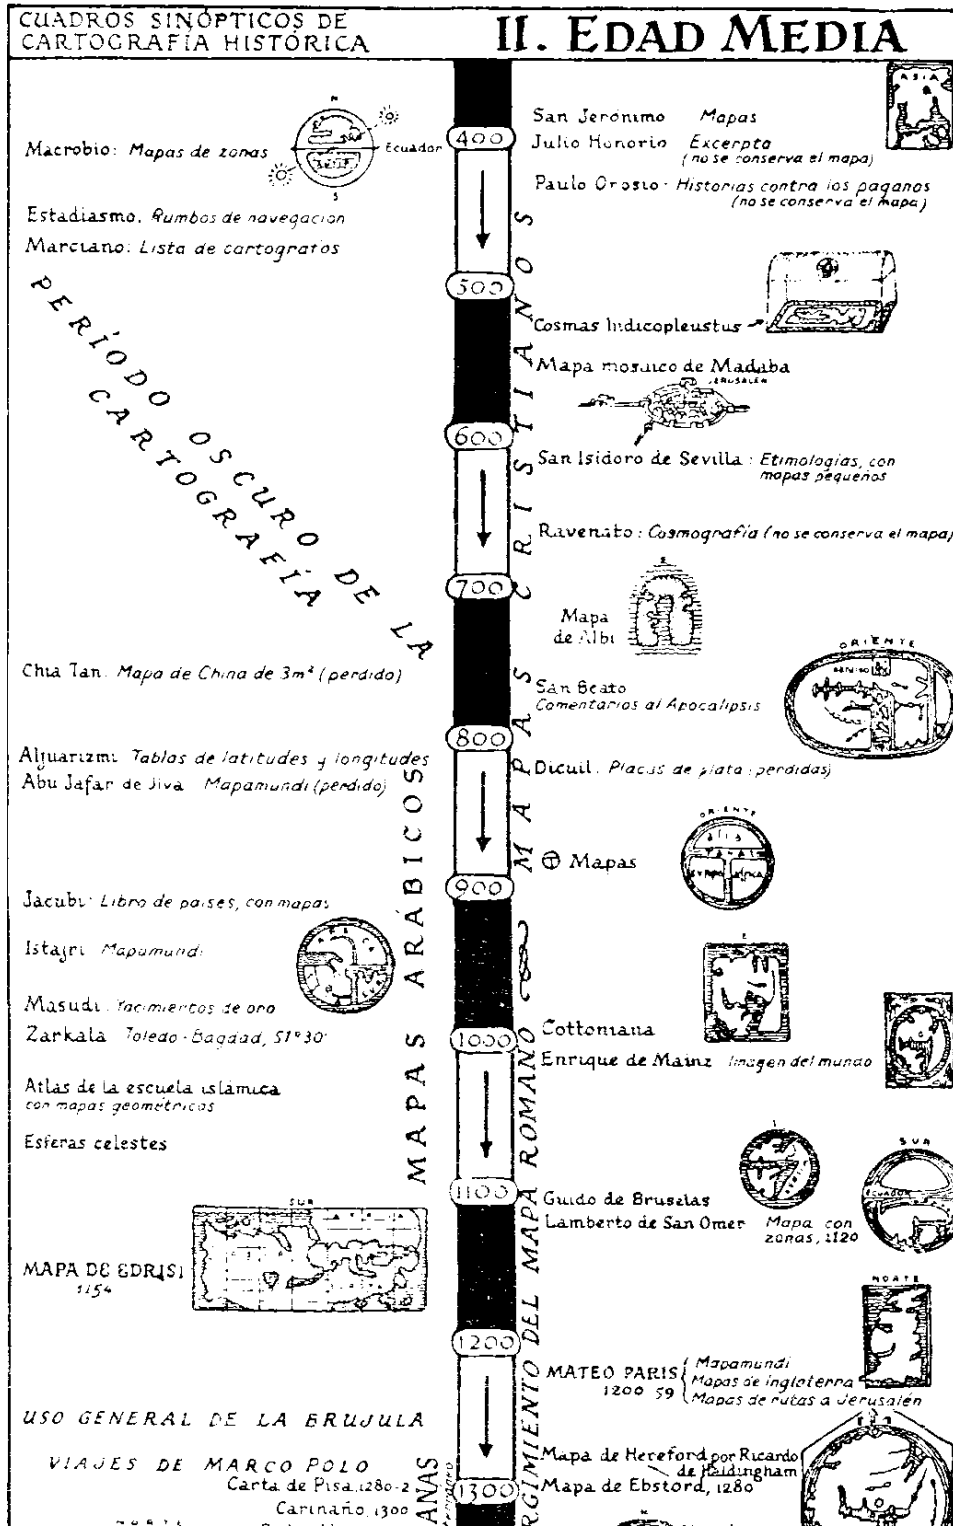 CUADROS SINÓPTICOS DE
CARTOGRAFÍA HISTÓRICA
II. EDAD MEDIA
ASIA
San Jerónimo Mapas
400
Julio Honorio Excerpta
(no se conserva el mapa)
N
Ecuador
S
Macrobio: Mapas de zonas
Paulo Orosio · Historias contra los paganos
(no se conserva el mapa)
Estadiasmo. Rumbos de navegación
Marciano: Lista de cartógrafos
500
PERÍODO OSCURO DE LA
CARTOGRAFÍA
MAPAS CRISTIANOS
Cosmas Indicopleustus
Mapa mosaico de Madaba
JERUSALEN
600
San Isidoro de Sevilla : Etimologías, con
mapas pequeños
Ravenato : Cosmografía (no se conserva el mapa)
700
Mapa
de Albi
ORIENTE
Chia Tan. Mapa de China de 3m² (perdido)
San Beato
Comentarios al Apocalipsis
800
Aljuarizmi Tablas de latitudes y longitudes
Abu Jafar de Jiva Mapamundi (perdido)
Dicuil. Placas de plata (perdidas)
MAPAS ARÁBICOS
ORIENTE
Mapas
900
Jacubi · Libro de países, con mapas
Istajri Mapamundi
Masudi. Yacimientos de oro
Zarkala Toledo - Bagdad, 51°30'
1000
Cottoniana
Enrique de Mainz Imagen del mundo
Atlas de la escuela islámica
con mapas geométricos
Esferas celestes
SUR
ECUADOR
1100
Guido de Bruselas
Lamberto de San Omer Mapa con
zonas, 1120
SUR
MAPA DE EDRISI
1154
NORTE
1200
MATEO PARIS
1200 59
Mapamundi
Mapas de inglaterra
Mapas de rutas a Jerusalén
USO GENERAL DE LA BRUJULA
VIAJES DE MARCO POLO
Carta de Pisa, 1280-2
Carinaño, 1300
Mapa de Hereford por Ricardo
de Haldingham
1300
Mapa de Ebstord, 1280
RGIMIENTO DEL MAPA ROMANO
ANAS